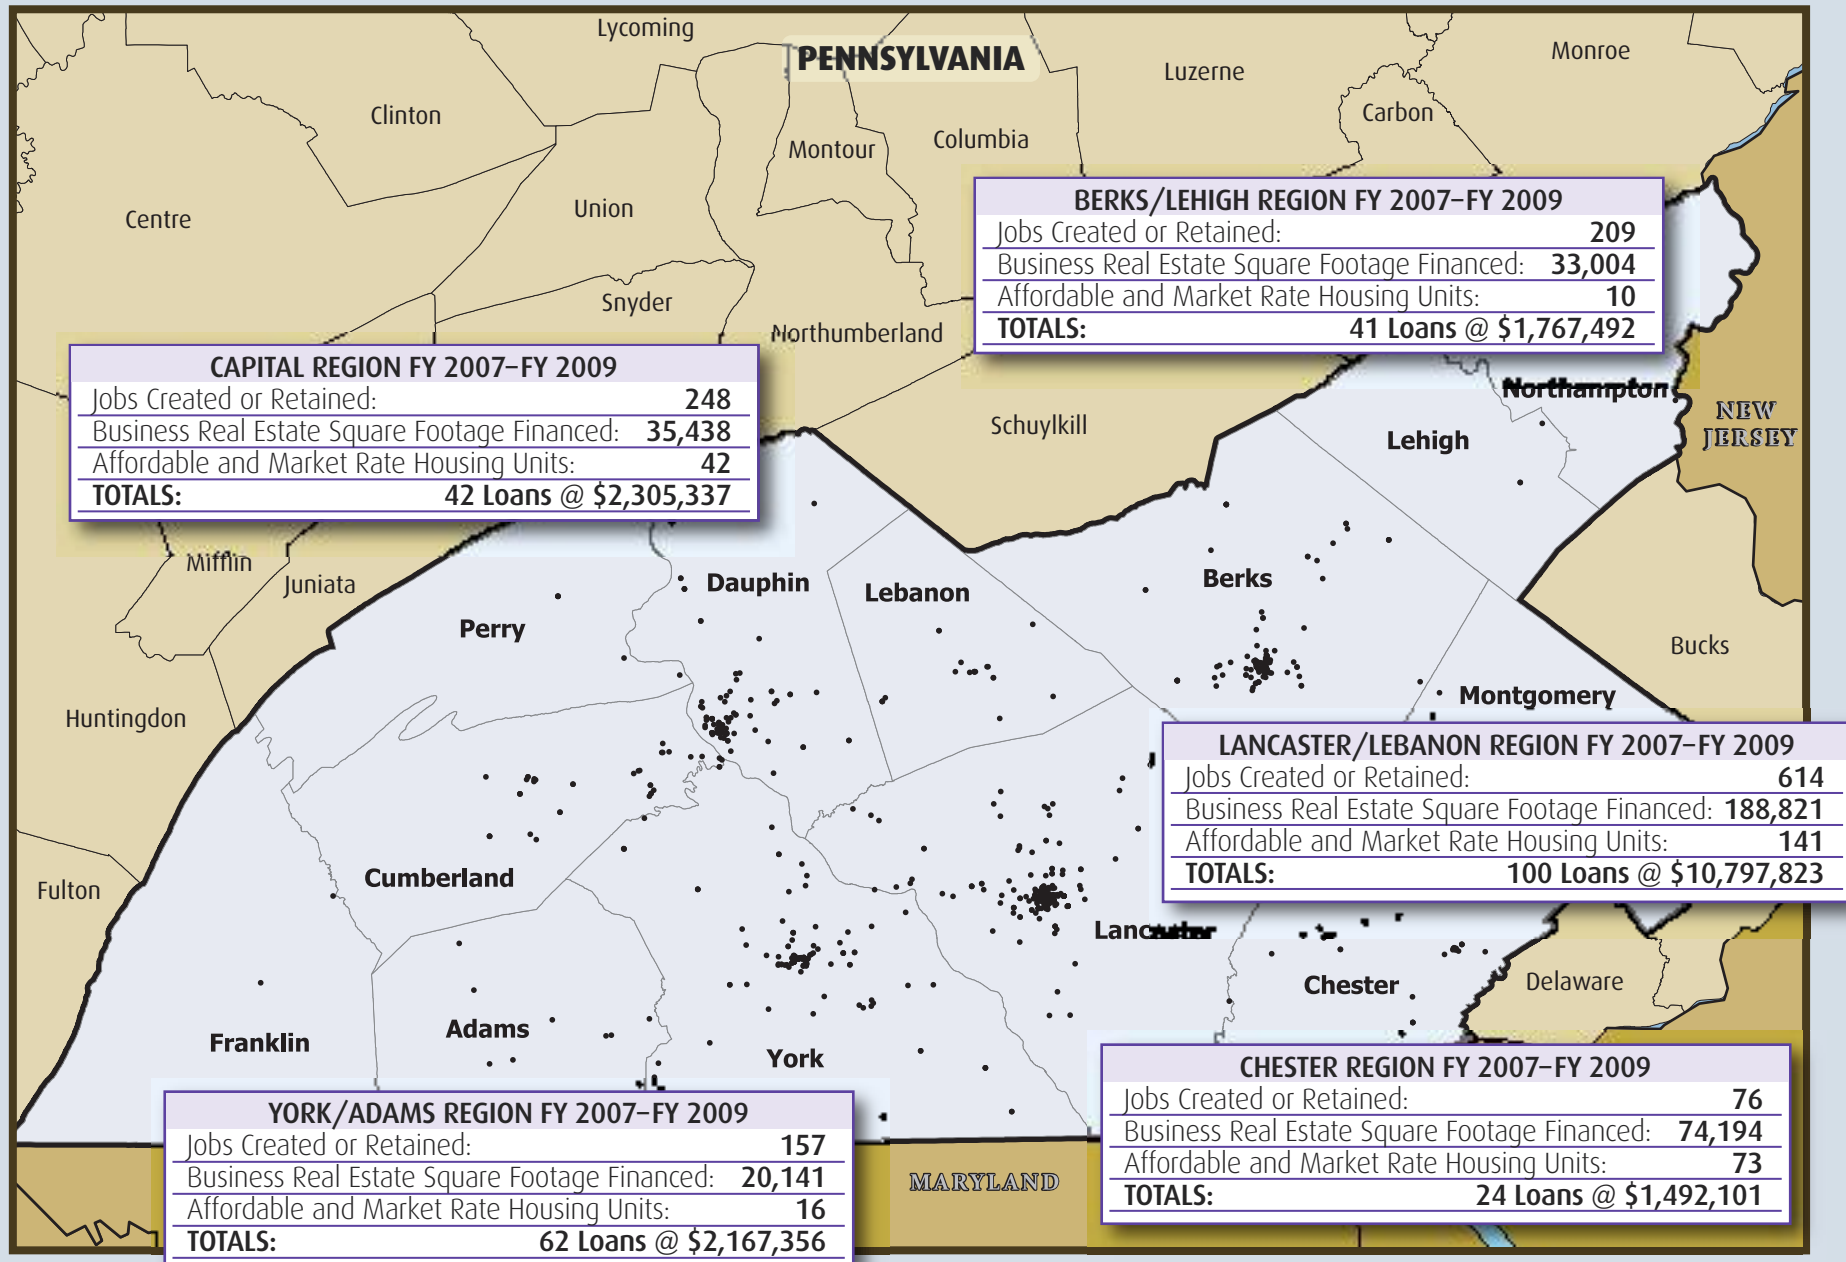 Lycoming
PENNSYLVANIA
Luzerne
Monroe
Clinton
Carbon
Montour
Columbia
Centre
Union
BERKS/LEHIGH REGION FY 2007–FY 2009
Jobs Created or Retained: 209
Business Real Estate Square Footage Financed: 33,004
Affordable and Market Rate Housing Units: 10
TOTALS: 41 Loans @ $1,767,492
Snyder
Northumberland
CAPITAL REGION FY 2007–FY 2009
Jobs Created or Retained: 248
Business Real Estate Square Footage Financed: 35,438
Affordable and Market Rate Housing Units: 42
TOTALS: 42 Loans @ $2,305,337
Northampton
NEW
JERSEY
Schuylkill
Lehigh
Mifflin
Juniata
Dauphin
Lebanon
Berks
Perry
Bucks
Huntingdon
Montgomery
LANCASTER/LEBANON REGION FY 2007–FY 2009
Jobs Created or Retained: 614
Business Real Estate Square Footage Financed: 188,821
Affordable and Market Rate Housing Units: 141
TOTALS: 100 Loans @ $10,797,823
Cumberland
Fulton
Lancaster
Chester
Delaware
Franklin
Adams
York
CHESTER REGION FY 2007–FY 2009
Jobs Created or Retained: 76
Business Real Estate Square Footage Financed: 74,194
Affordable and Market Rate Housing Units: 73
TOTALS: 24 Loans @ $1,492,101
YORK/ADAMS REGION FY 2007–FY 2009
Jobs Created or Retained: 157
Business Real Estate Square Footage Financed: 20,141
Affordable and Market Rate Housing Units: 16
TOTALS: 62 Loans @ $2,167,356
MARYLAND